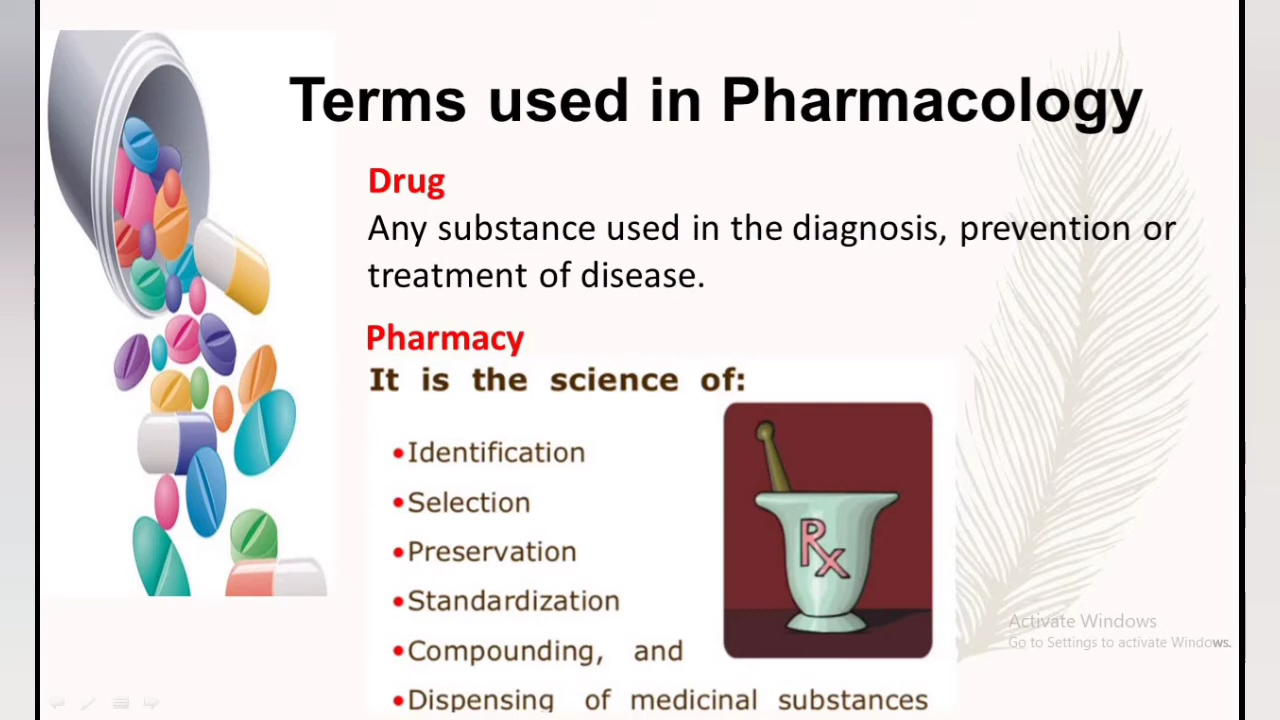 Terms used in Pharmacology
Drug
Any substance used in the diagnosis, prevention or
treatment of disease.
Pharmacy
It is the science of:
•Identification
•Selection
•Preservation
•Standardization
•Compounding, and
•Dispensing of medicinal substances
Rx
Activate Windows
Go to Settings to activate Windows.